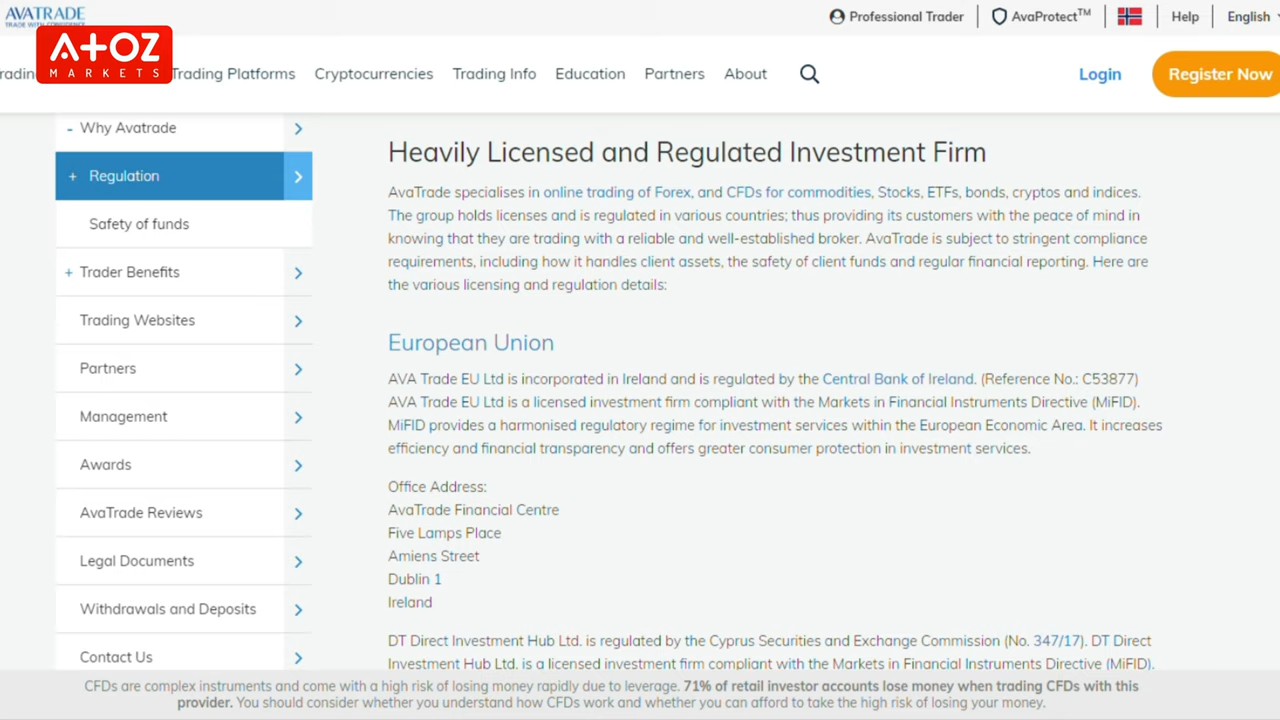 AVATRADE
TRADE WITH CONFIDENCE
Professional Trader
AvaProtect™
Help
English
A+OZ
MARKETS
Trading Platforms
Cryptocurrencies
Trading Info
Education
Partners
About
Login
Register Now
- Why Avatrade
+ Regulation
Safety of funds
+ Trader Benefits
Trading Websites
Partners
Management
Awards
AvaTrade Reviews
Legal Documents
Withdrawals and Deposits
Contact Us
Heavily Licensed and Regulated Investment Firm
AvaTrade specialises in online trading of Forex, and CFDs for commodities, Stocks, ETFs, bonds, cryptos and indices.
The group holds licenses and is regulated in various countries; thus providing its customers with the peace of mind in
knowing that they are trading with a reliable and well-established broker. AvaTrade is subject to stringent compliance
requirements, including how it handles client assets, the safety of client funds and regular financial reporting. Here are
the various licensing and regulation details:
European Union
AVA Trade EU Ltd is incorporated in Ireland and is regulated by the Central Bank of Ireland. (Reference No.: C53877)
AVA Trade EU Ltd is a licensed investment firm compliant with the Markets in Financial Instruments Directive (MiFID).
MiFID provides a harmonised regulatory regime for investment services within the European Economic Area. It increases
efficiency and financial transparency and offers greater consumer protection in investment services.
Office Address:
AvaTrade Financial Centre
Five Lamps Place
Amiens Street
Dublin 1
Ireland
DT Direct Investment Hub Ltd. is regulated by the Cyprus Securities and Exchange Commission (No. 347/17). DT Direct
Investment Hub Ltd. is a licensed investment firm compliant with the Markets in Financial Instruments Directive (MiFID).
CFDs are complex instruments and come with a high risk of losing money rapidly due to leverage. 71% of retail investor accounts lose money when trading CFDs with this
provider. You should consider whether you understand how CFDs work and whether you can afford to take the high risk of losing your money.